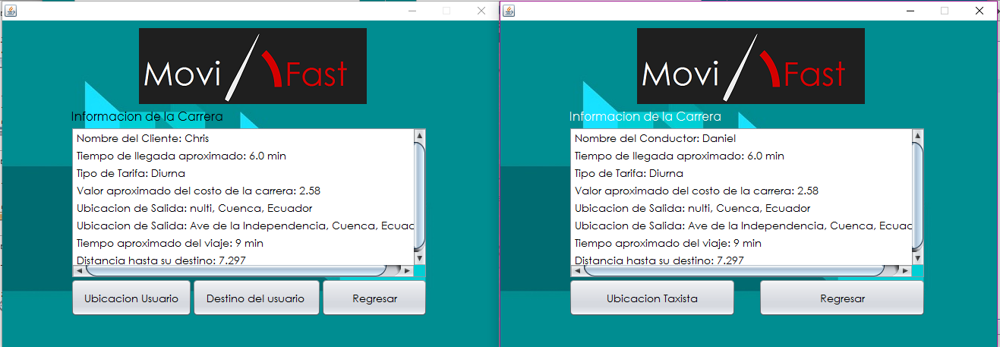 Movi Fast
Informacion de la Carrera
Nombre del Cliente: Chris
Tiempo de llegada aproximado: 6.0 min
Tipo de Tarifa: Diurna
Valor aproximado del costo de la carrera: 2.58
Ubicacion de Salida: nulti, Cuenca, Ecuador
Ubicacion de Salida: Ave de la Independencia, Cuenca, Ecuac
Tiempo aproximado del viaje: 9 min
Distancia hasta su destino: 7.297
Ubicacion Usuario
Destino del usuario
Regresar
Movi Fast
Informacion de la Carrera
Nombre del Conductor: Daniel
Tiempo de llegada aproximado: 6.0 min
Tipo de Tarifa: Diurna
Valor aproximado del costo de la carrera: 2.58
Ubicacion de Salida: nulti, Cuenca, Ecuador
Ubicacion de Salida: Ave de la Independencia, Cuenca, Ecua
Tiempo aproximado del viaje: 9 min
Distancia hasta su destino: 7.297
Ubicacion Taxista
Regresar